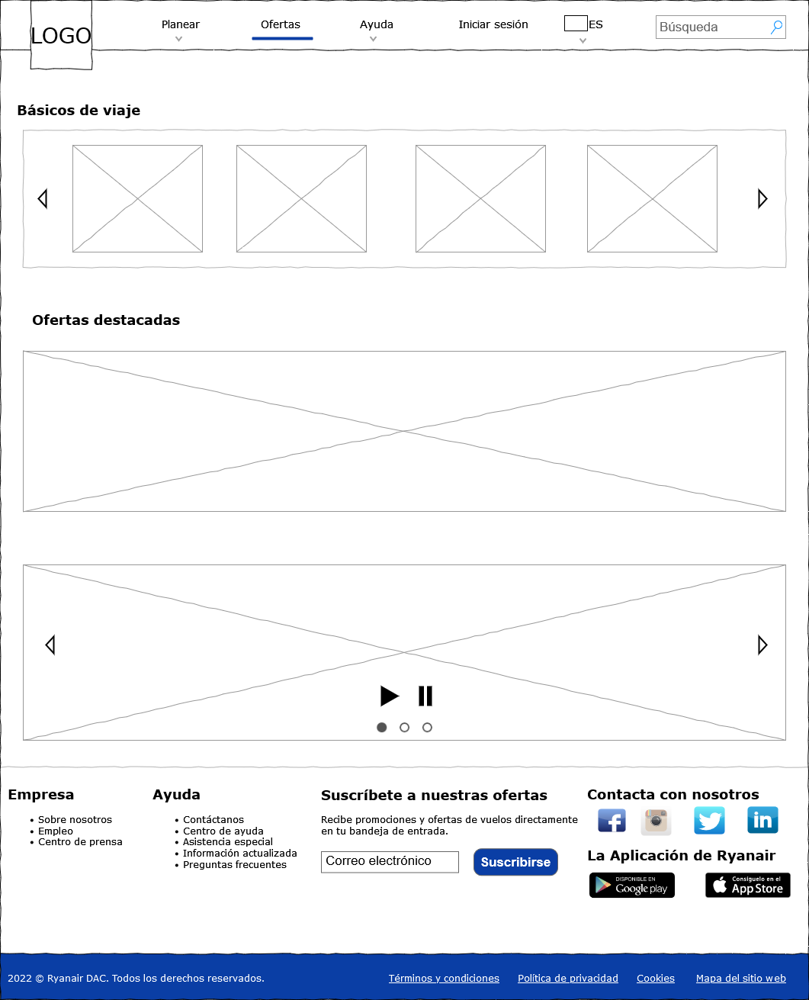 LOGO
Planear
Ofertas
Ayuda
Iniciar sesión
ES
Búsqueda
Básicos de viaje
Ofertas destacadas
Empresa
Sobre nosotros
Empleo
Centro de prensa
Ayuda
Contáctanos
Centro de ayuda
Asistencia especial
Información actualizada
Preguntas frecuentes
Suscríbete a nuestras ofertas
Recibe promociones y ofertas de vuelos directamente
en tu bandeja de entrada.
Correo electrónico
Suscribirse
Contacta con nosotros
La Aplicación de Ryanair
DISPONIBLE EN
Google play
Consíguelo en el
App Store
2022 © Ryanair DAC. Todos los derechos reservados.
Términos y condiciones
Política de privacidad
Cookies
Mapa del sitio web